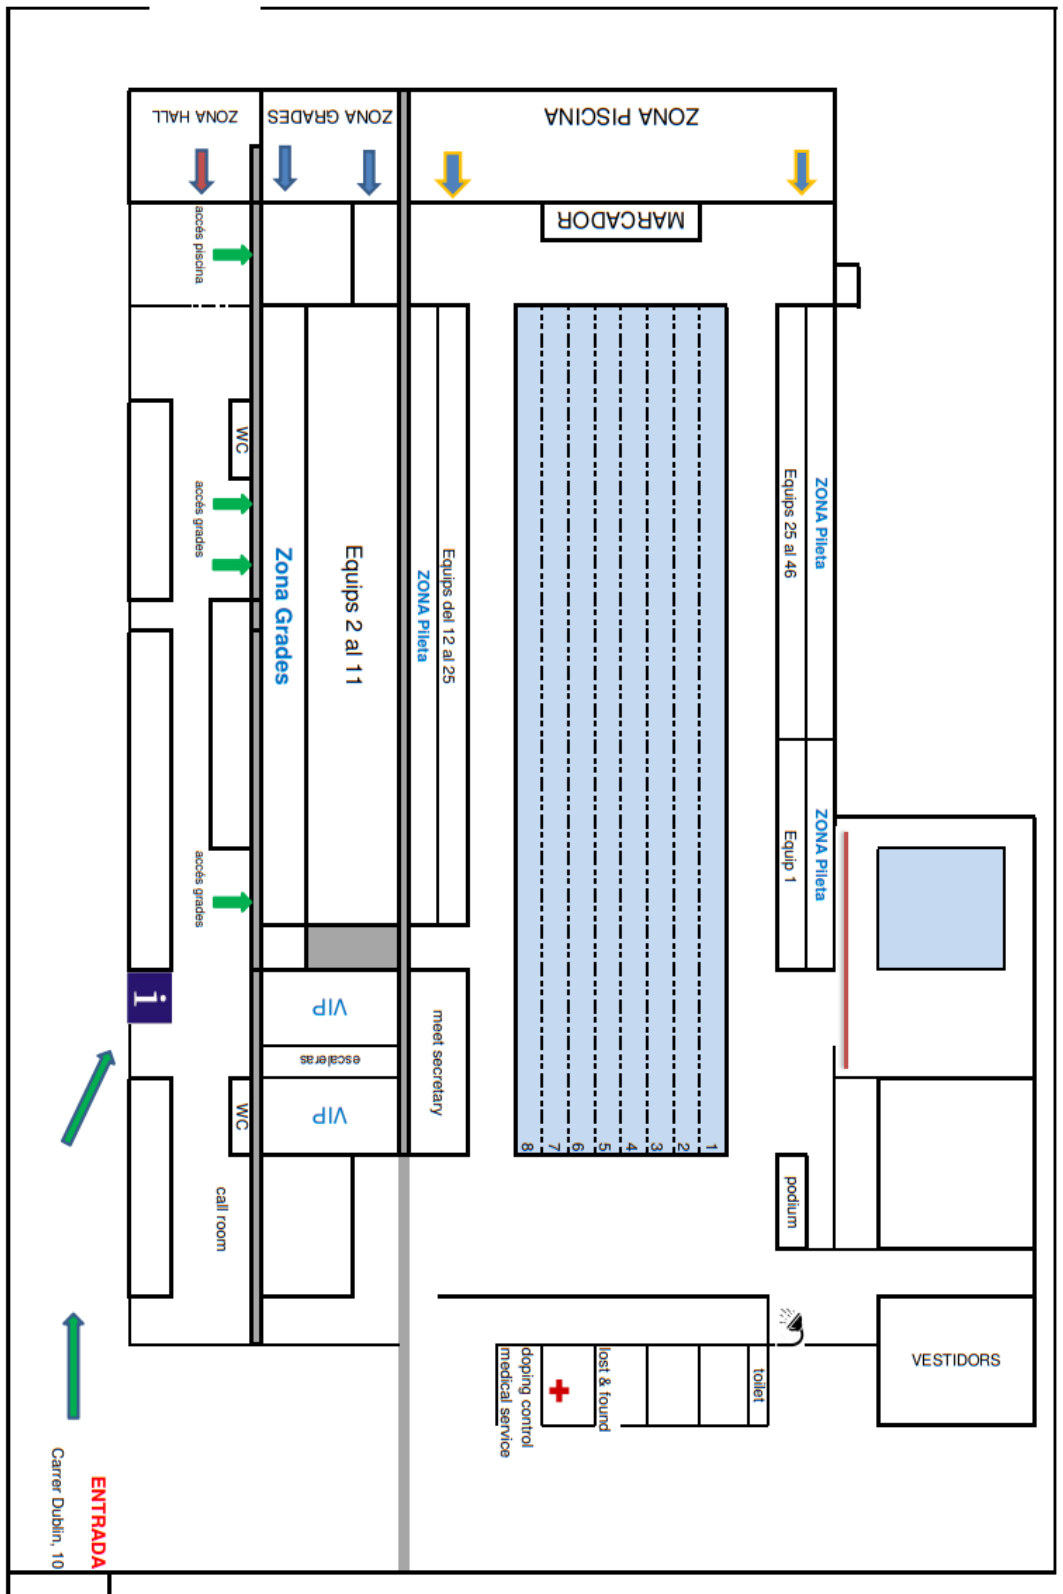 ZONA HALL
ZONA GRADES
ZONA PISCINA
MARCADOR
accés piscina
WC
accés grades
Zona Grades
Equips 2 al 11
Equips del 12 al 25
ZONA Pileta
ZONA Pileta
Equips 25 al 46
ZONA Pileta
Equip 1
accés grades
i
VIP
escaleras
VIP
meet secretary
WC
call room
1
2
3
4
5
6
7
8
podium
VESTIDORS
toilet
lost & found
doping control
medical service
ENTRADA
Carrer Dublin, 10